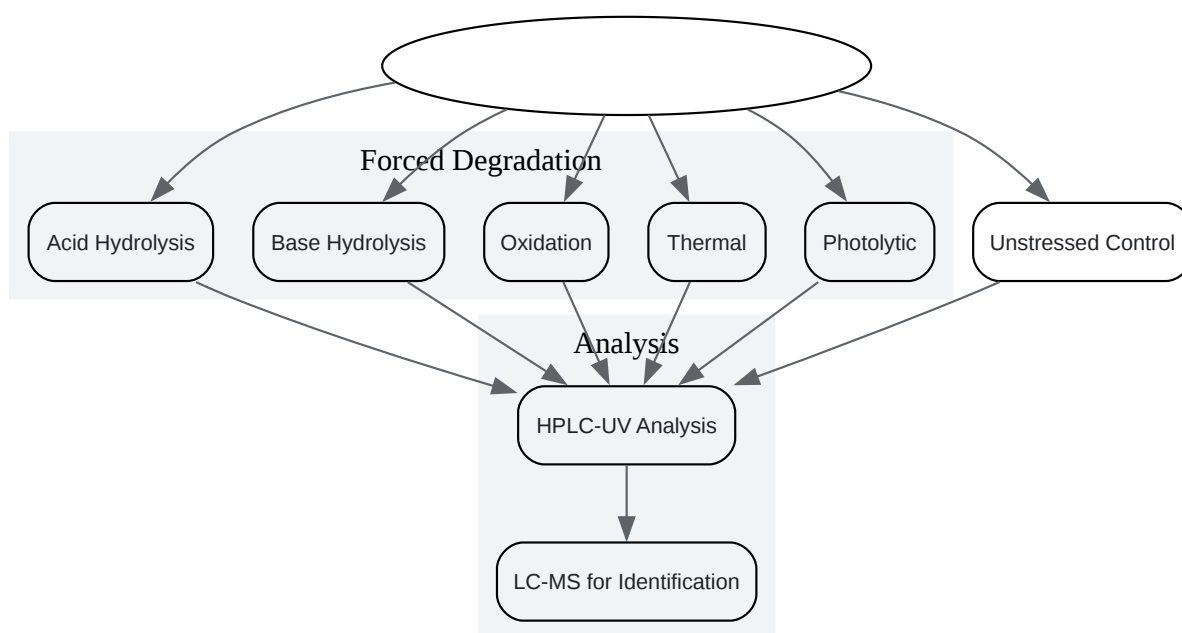 Forced Degradation
Acid Hydrolysis
Base Hydrolysis
Oxidation
Thermal
Photolytic
Unstressed Control
Analysis
HPLC-UV Analysis
LC-MS for Identification